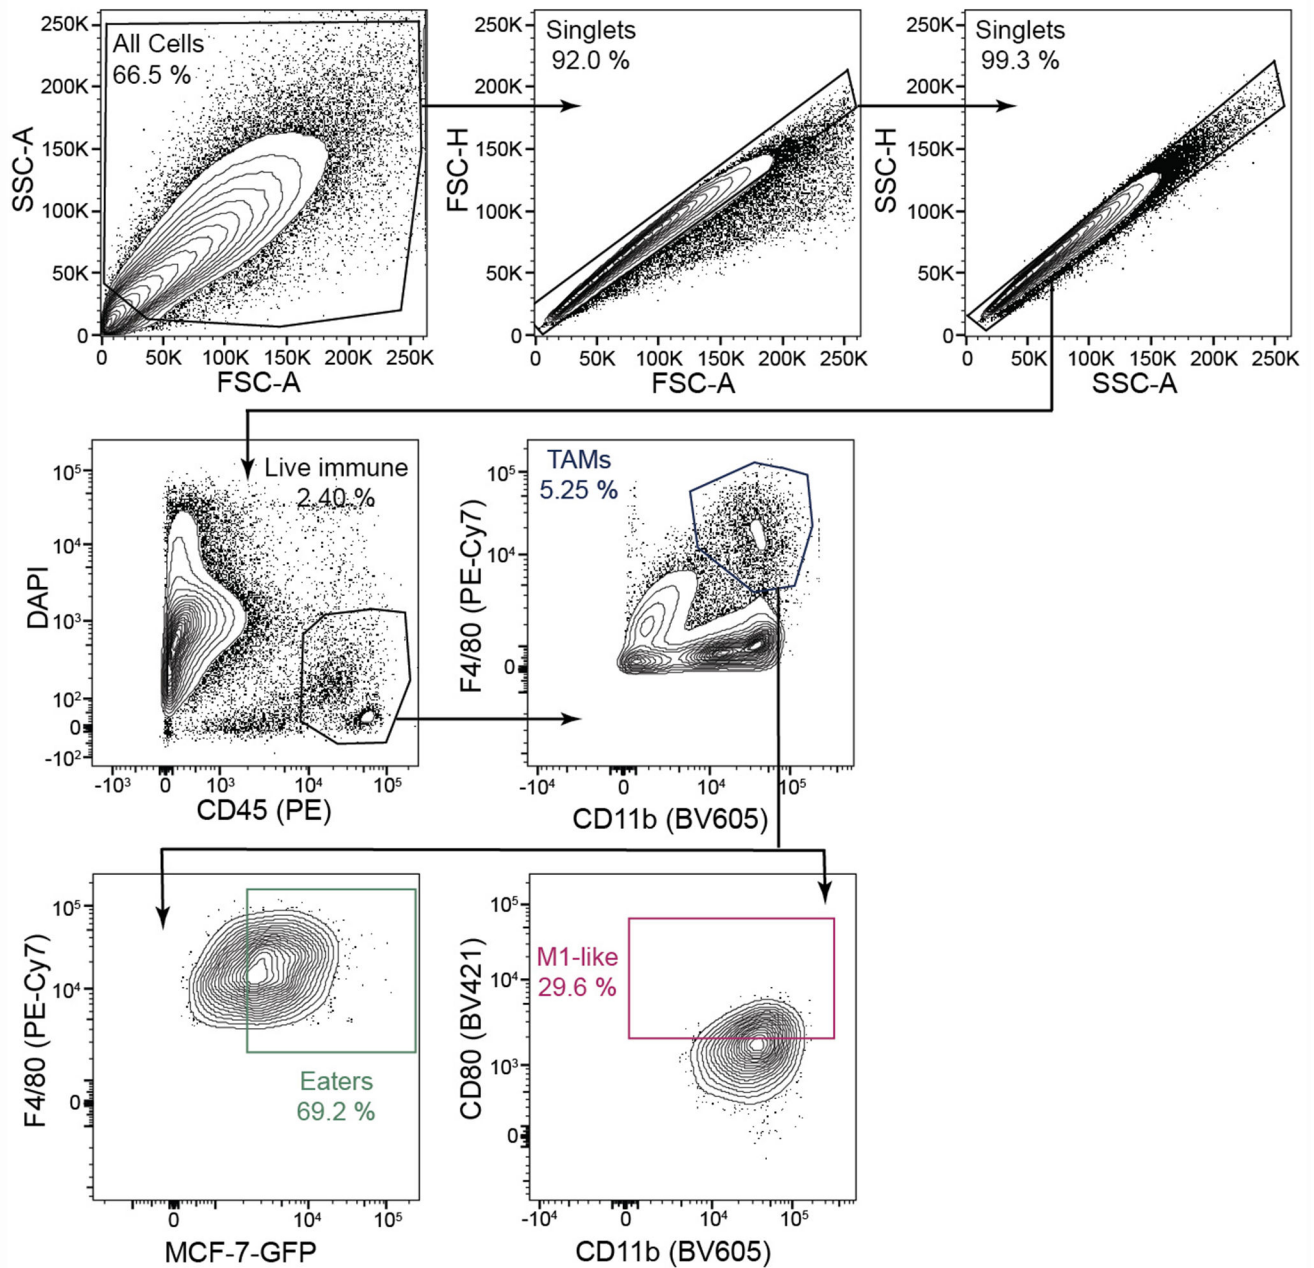 250K
200K
150K
100K
50K
0
SSC-A
All Cells
66.5 %
0
50K
100K
150K
200K
250K
FSC-A
250K
200K
150K
100K
50K
0
FSC-H
Singlets
92.0 %
0
50K
100K
150K
200K
250K
FSC-A
250K
200K
150K
100K
50K
0
SSC-H
Singlets
99.3 %
0
50K
100K
150K
200K
250K
SSC-A
10⁵
10⁴
10³
10²
0
-10²
DAPI
Live immune
2.40 %
-10³
0
10³
10⁴
10⁵
CD45 (PE)
10⁵
10⁴
0
F4/80 (PE-Cy7)
TAMs
5.25 %
-10⁴
0
10⁴
10⁵
CD11b (BV605)
10⁵
10⁴
0
F4/80 (PE-Cy7)
Eaters
69.2 %
0
10⁴
10⁵
MCF-7-GFP
10⁵
10⁴
10³
0
CD80 (BV421)
M1-like
29.6 %
-10⁴
0
10⁴
10⁵
CD11b (BV605)